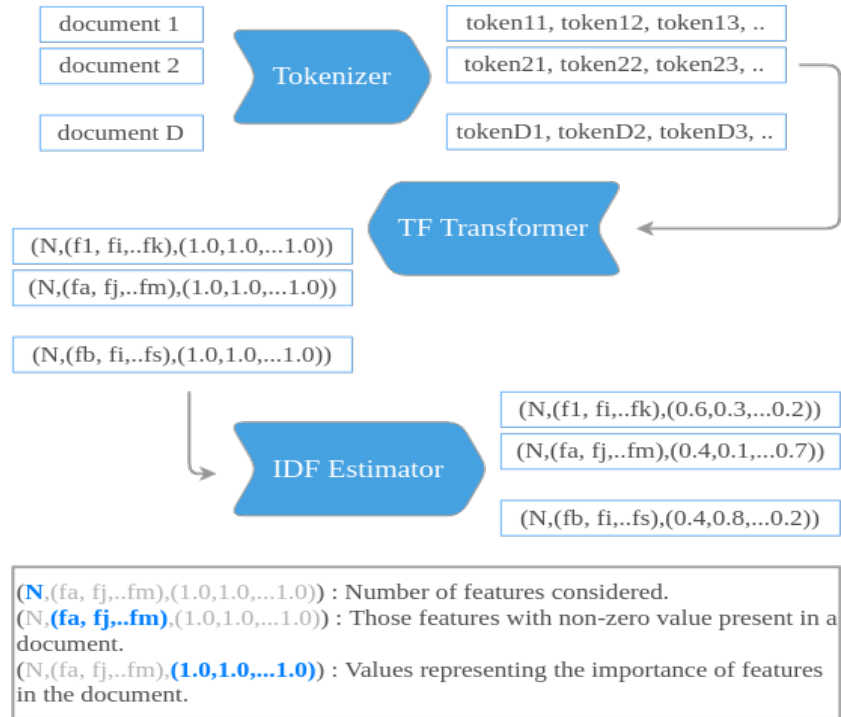 document 1
document 2
document D
Tokenizer
token11, token12, token13, ..
token21, token22, token23, ..
tokenD1, tokenD2, tokenD3, ..
TF Transformer
(N,(f1, fi,..fk),(1.0,1.0,...1.0))
(N,(fa, fj,..fm),(1.0,1.0,...1.0))
(N,(fb, fi,..fs),(1.0,1.0,...1.0))
IDF Estimator
(N,(f1, fi,..fk),(0.6,0.3,...0.2))
(N,(fa, fj,..fm),(0.4,0.1,...0.7))
(N,(fb, fi,..fs),(0.4,0.8,...0.2))
(N,(fa, fj,..fm),(1.0,1.0,...1.0)) : Number of features considered.
(N,(fa, fj,..fm),(1.0,1.0,...1.0)) : Those features with non-zero value present in a
document.
(N,(fa, fj,..fm),(1.0,1.0,...1.0)) : Values representing the importance of features
in the document.